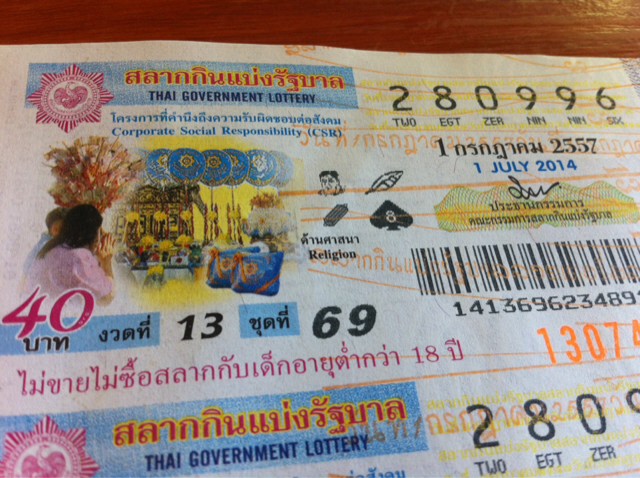 สลากกินแบ่งรัฐบาล
THAI GOVERNMENT LOTTERY
280996
TWO EGT ZER NIN NIN SIX
โครงการที่คำนึงถึงความรับผิดชอบต่อสังคม
Corporate Social Responsibility (CSR)
1 กรกฎาคม 2557
1 JULY 2014
ประธานกรรมการ
คณะกรรมการสลากกินแบ่งรัฐบาล
8
ด้านศาสนา
Religion
1413696234891
40
บาท
งวดที่ 13 ชุดที่ 69
13074
ไม่ขายไม่ซื้อสลากกับเด็กอายุต่ำกว่า 18 ปี
สลากกินแบ่งรัฐบาล
THAI GOVERNMENT LOTTERY
2809
TWO EGT ZER